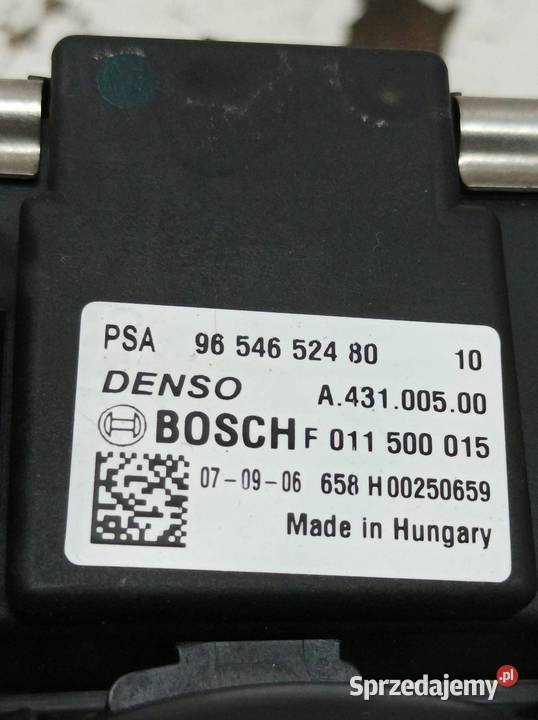 PSA 96 546 524 80 10
DENSO A.431.005.00
BOSCH F 011 500 015
07-09-06 658 H00250659
Made in Hungary
Sprzedajemy.pl